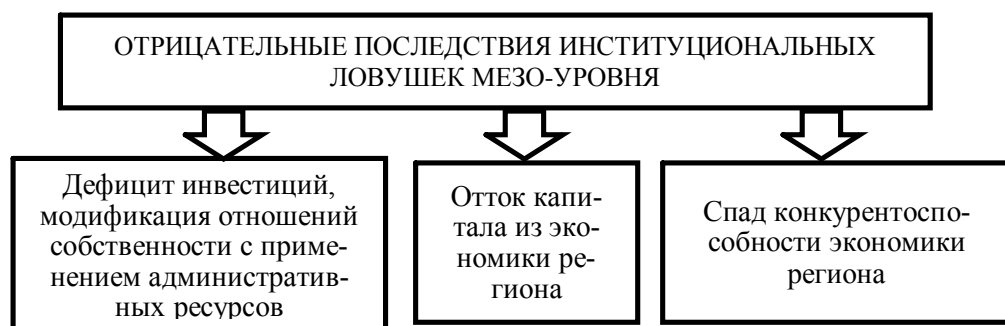 ОТРИЦАТЕЛЬНЫЕ ПОСЛЕДСТВИЯ ИНСТИТУЦИОНАЛЬНЫХ
ЛОВУШЕК МЕЗО-УРОВНЯ
Дефицит инвестиций,
модификация отношений
собственности с приме-
нением административ-
ных ресурсов
Отток капи-
тала из эко-
номики ре-
гиона
Спад конкурентоспо-
собности экономики
региона